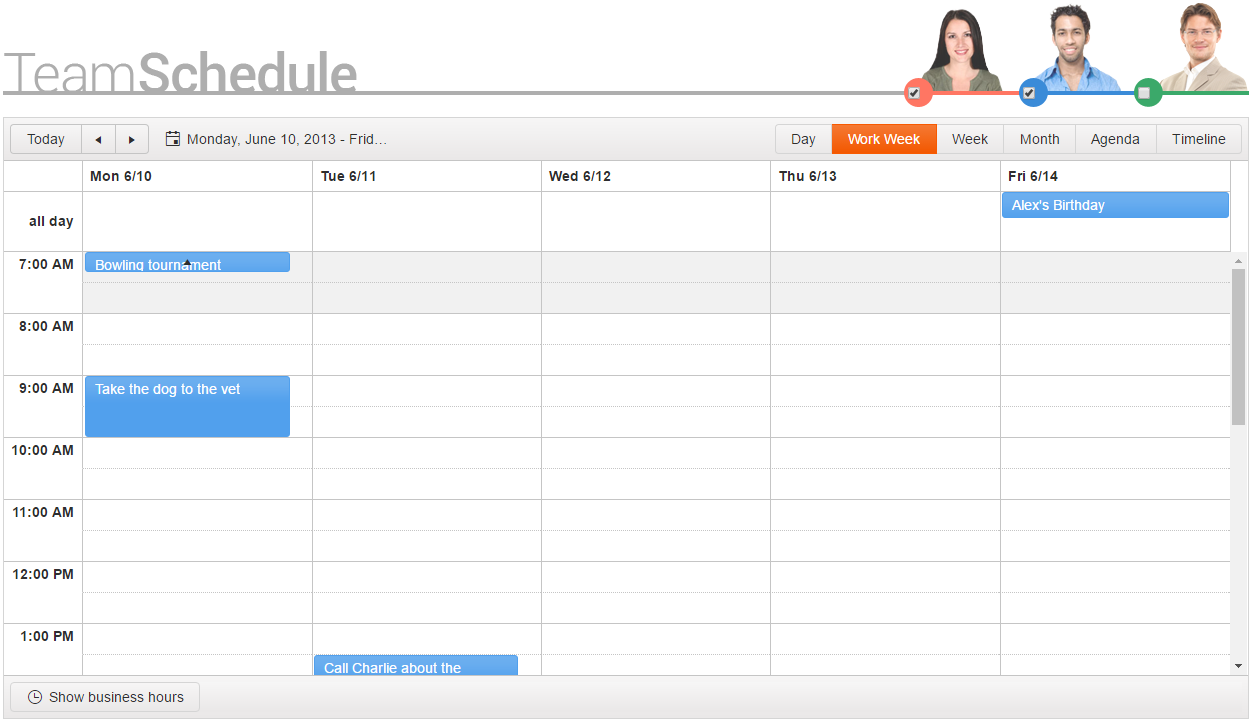 TeamSchedule
Today
Monday, June 10, 2013 - Frid...
Day
Work Week
Week
Month
Agenda
Timeline
Mon 6/10
Tue 6/11
Wed 6/12
Thu 6/13
Fri 6/14
all day
Alex's Birthday
7:00 AM
Bowling tournament
8:00 AM
9:00 AM
Take the dog to the vet
10:00 AM
11:00 AM
12:00 PM
1:00 PM
Call Charlie about the
Show business hours